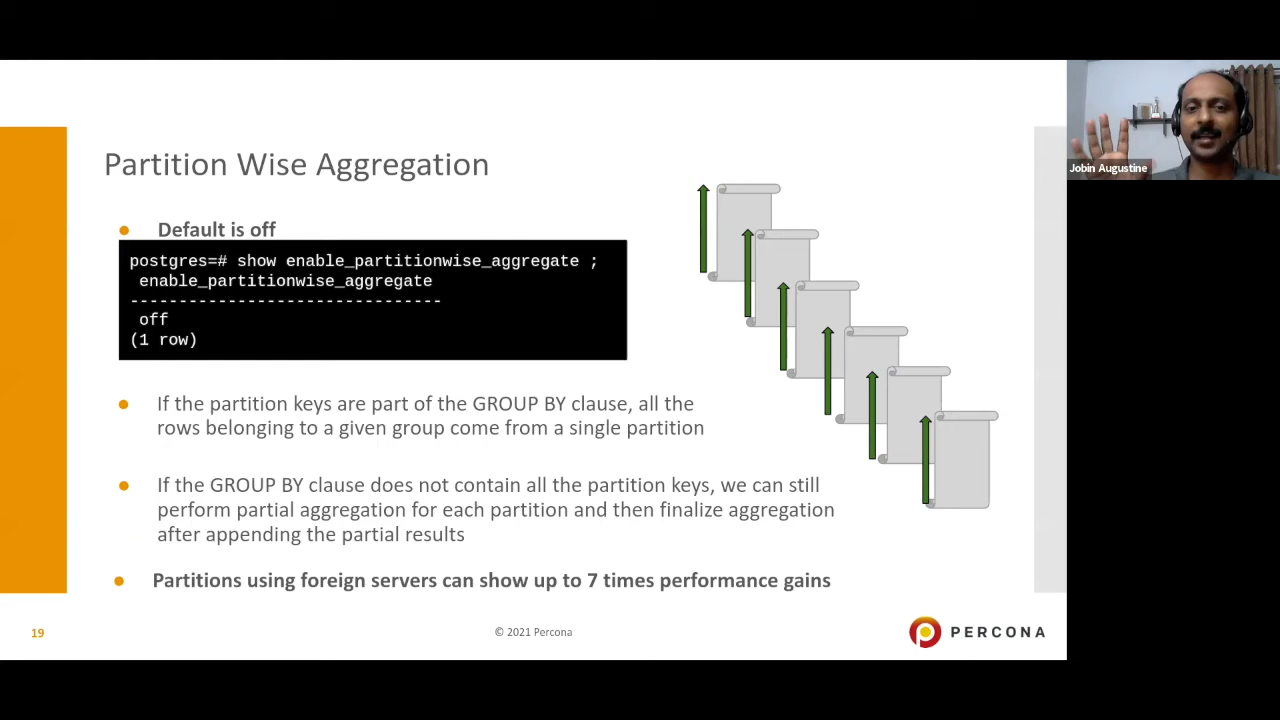 Partition Wise Aggregation
● Default is off
postgres=# show enable_partitionwise_aggregate ;
enable_partitionwise_aggregate
-------------------------------
off
(1 row)
● If the partition keys are part of the GROUP BY clause, all the
rows belonging to a given group come from a single partition
● If the GROUP BY clause does not contain all the partition keys, we can still
perform partial aggregation for each partition and then finalize aggregation
after appending the partial results
● Partitions using foreign servers can show up to 7 times performance gains
19
© 2021 Percona
PERCONA
Jobin Augustine